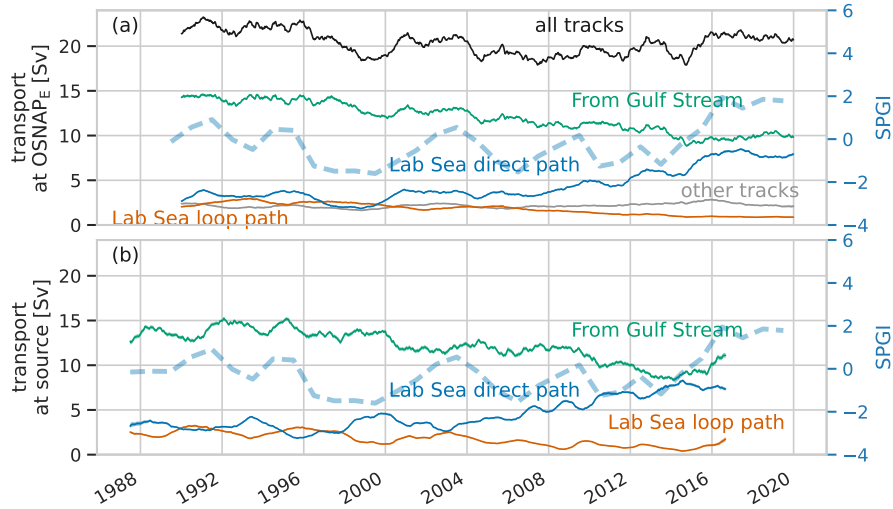 (a)
all tracks
From Gulf Stream
Lab Sea direct path
other tracks
Lab Sea loop path
transport
at OSNAP_E [Sv]
20
15
10
5
0
SPGI
6
4
2
0
−2
−4
(b)
From Gulf Stream
Lab Sea direct path
Lab Sea loop path
transport
at source [Sv]
20
15
10
5
0
SPGI
6
4
2
0
−2
−4
1988
1992
1996
2000
2004
2008
2012
2016
2020